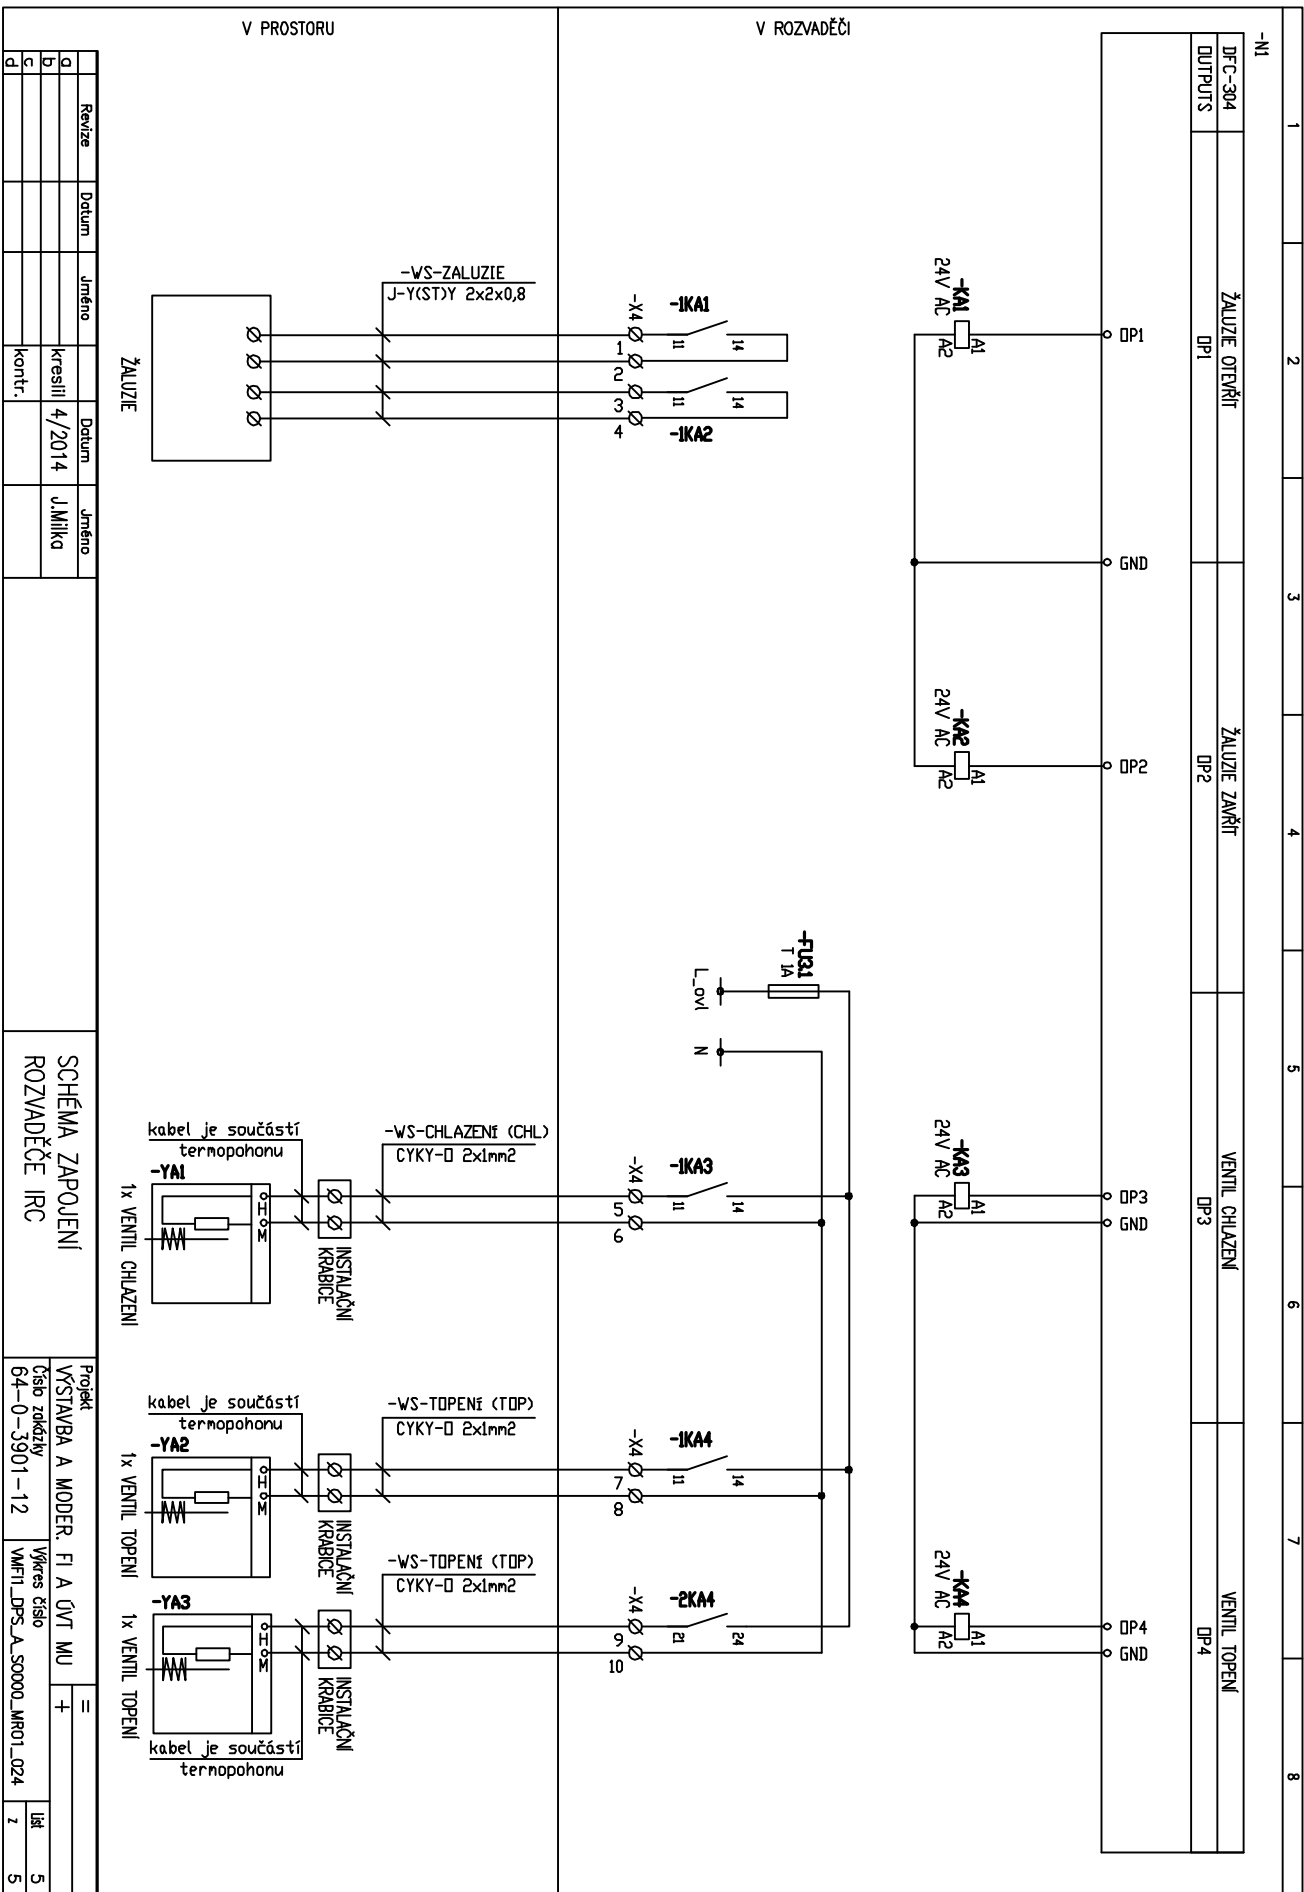 1
2
3
4
5
6
7
8
-N1
DFC-304
OUTPUTS
ŽALUZIE OTEVŘÍT
OP1
ŽALUZIE ZAVŘÍT
OP2
VENTIL CHLAZENÍ
OP3
VENTIL TOPENÍ
OP4
OP1
GND
OP2
OP3
GND
OP4
GND
-KA1
24V AC
A1
A2
-KA2
24V AC
A1
A2
-KA3
24V AC
A1
A2
-KA4
24V AC
A1
A2
V ROZVADĚČI
-FU3.1
T 1A
L_ovl
N
-1KA1
11
14
-X4
1
2
-1KA2
11
14
3
4
-1KA3
11
14
-X4
5
6
-1KA4
11
14
-X4
7
8
-2KA4
21
24
-X4
9
10
V PROSTORU
-WS-ZALUZIE
J-Y(ST)Y 2x2x0,8
-WS-CHLAZENÍ (CHL)
CYKY-O 2x1mm2
-WS-TOPENÍ (TOP)
CYKY-O 2x1mm2
-WS-TOPENÍ (TOP)
CYKY-O 2x1mm2
INSTALAČNÍ
KRABICE
INSTALAČNÍ
KRABICE
INSTALAČNÍ
KRABICE
kabel je součástí
termopohonu
kabel je součástí
termopohonu
kabel je součástí
termopohonu
ŽALUZIE
-YA1
H M
1x VENTIL CHLAZENÍ
-YA2
H M
1x VENTIL TOPENÍ
-YA3
H M
1x VENTIL TOPENÍ
Revize
Datum
Jméno
Datum
Jméno
a
b
c
d
kreslil
4/2014
J.Milka
kontr.
SCHÉMA ZAPOJENÍ
ROZVADĚČE IRC
Projekt
VÝSTAVBA A MODER. FI A ÚVT MU
Číslo zakázky
64-0-3901-12
Výkres číslo
VMFI1_DPS_A_S0000_MR01_024
=
+
List
5
z
5